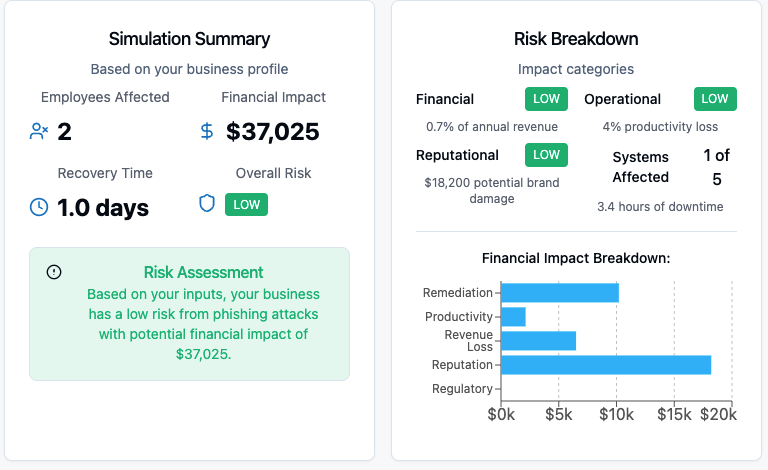 Simulation Summary
Based on your business profile
Employees Affected
2
Financial Impact
$37,025
Recovery Time
1.0 days
Overall Risk
LOW
Risk Assessment
Based on your inputs, your business
has a low risk from phishing attacks
with potential financial impact of
$37,025.
Risk Breakdown
Impact categories
Financial LOW
0.7% of annual revenue
Operational LOW
4% productivity loss
Reputational LOW
$18,200 potential brand
damage
Systems
Affected
1 of
5
3.4 hours of downtime
Financial Impact Breakdown:
Remediation
Productivity
Revenue
Loss
Reputation
Regulatory
$0k $5k $10k $15k $20k